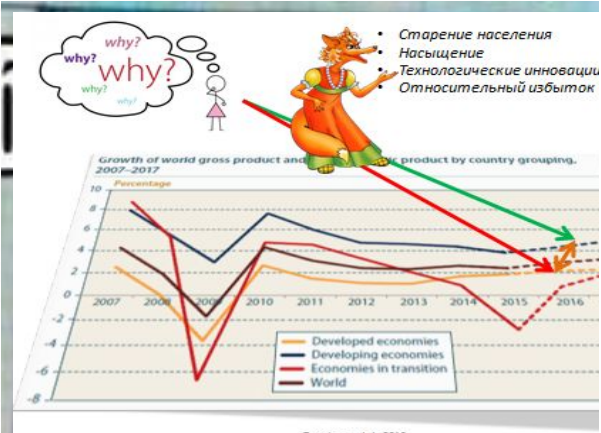 why?
why?
why?
why?
why?
Старение населения
Насыщение
Технологические инновации
Относительный избыток
Growth of world gross product and product by country grouping,
2007–2017
Percentage
10
8
6
4
2
0
-2
-4
-6
-8
2007 2008 2009 2010 2011 2012 2013 2014 2015 2016
Developed economies
Developing economies
Economies in transition
World